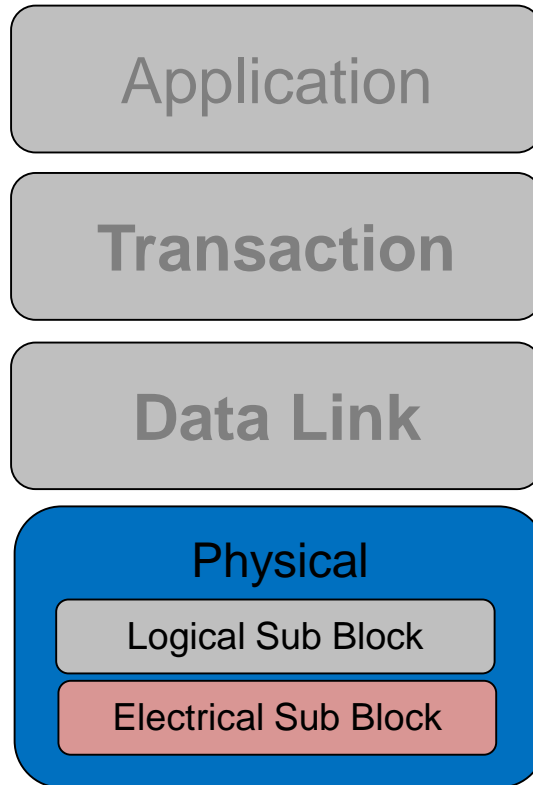 Application
Transaction
Data Link
Physical
Logical Sub Block
Electrical Sub Block